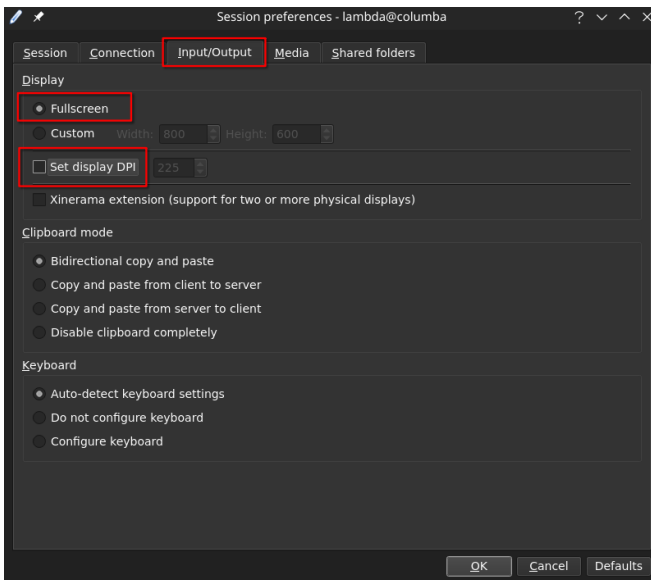 Session preferences - lambda@columba
Session Connection Input/Output Media Shared folders
Display
Fullscreen
Custom Width: 800 Height: 600
Set display DPI 225
Xinerama extension (support for two or more physical displays)
Clipboard mode
Bidirectional copy and paste
Copy and paste from client to server
Copy and paste from server to client
Disable clipboard completely
Keyboard
Auto-detect keyboard settings
Do not configure keyboard
Configure keyboard
OK Cancel Defaults